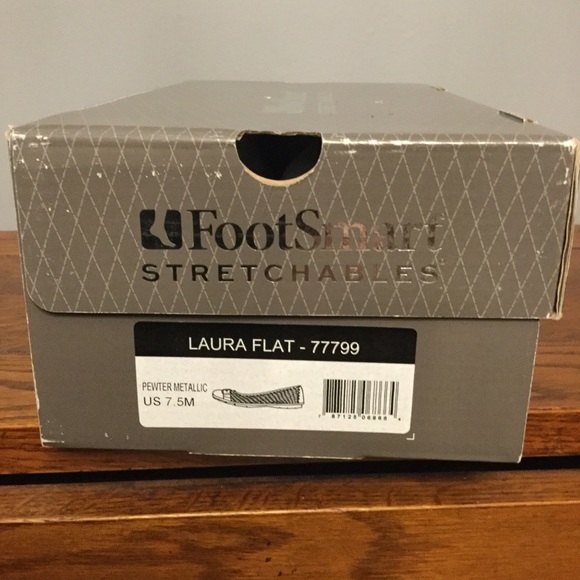 FootSmart
STRETCHABLES
LAURA FLAT - 77799
PEWTER METALLIC
US 7.5M